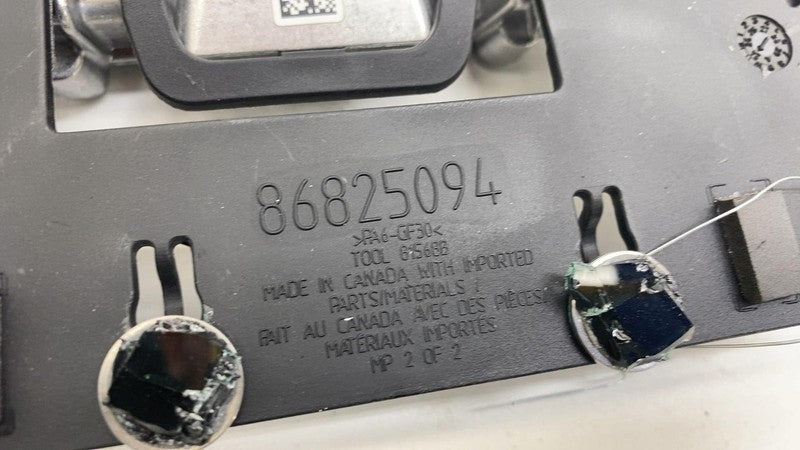 86825094
>PA6-GF30<
TOOL G1568B
MADE IN CANADA WITH IMPORTED
PARTS/MATERIALS /
FAIT AU CANADA AVEC DES PIÈCES/
MATÉRIAUX IMPORTÉS
MP 2 OF 2